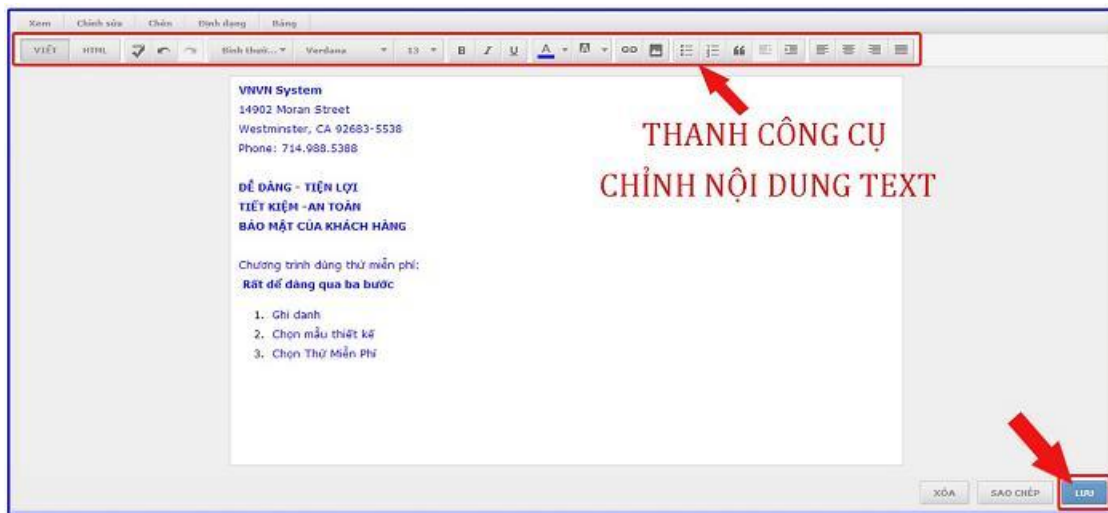 Xem Chỉnh sửa Chèn Định dạng Bảng
VIẾT HTML Bình thườ... Verdana 13 B I U A A
VNVN System
14902 Moran Street
Westminster, CA 92683-5538
Phone: 714.988.5388
DỄ DÀNG - TIỆN LỢI
TIẾT KIỆM -AN TOÀN
BẢO MẬT CỦA KHÁCH HÀNG
Chương trình dùng thử miễn phí:
Rất dể dàng qua ba bước
1. Ghi danh
2. Chọn mẫu thiết kế
3. Chọn Thử Miễn Phí
THANH CÔNG CỤ
CHỈNH NỘI DUNG TEXT
XÓA SAO CHÉP LƯU